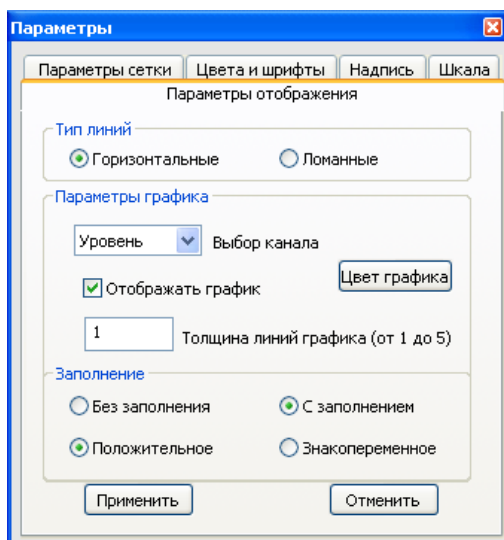 Параметры
Параметры сетки Цвета и шрифты Надпись Шкала
Параметры отображения
Тип линий
Горизонтальные Ломанные
Параметры графика
Уровень Выбор канала
Отображать график Цвет графика
1 Толщина линий графика (от 1 до 5)
Заполнение
Без заполнения С заполнением
Положительное Знакопеременное
Применить Отменить